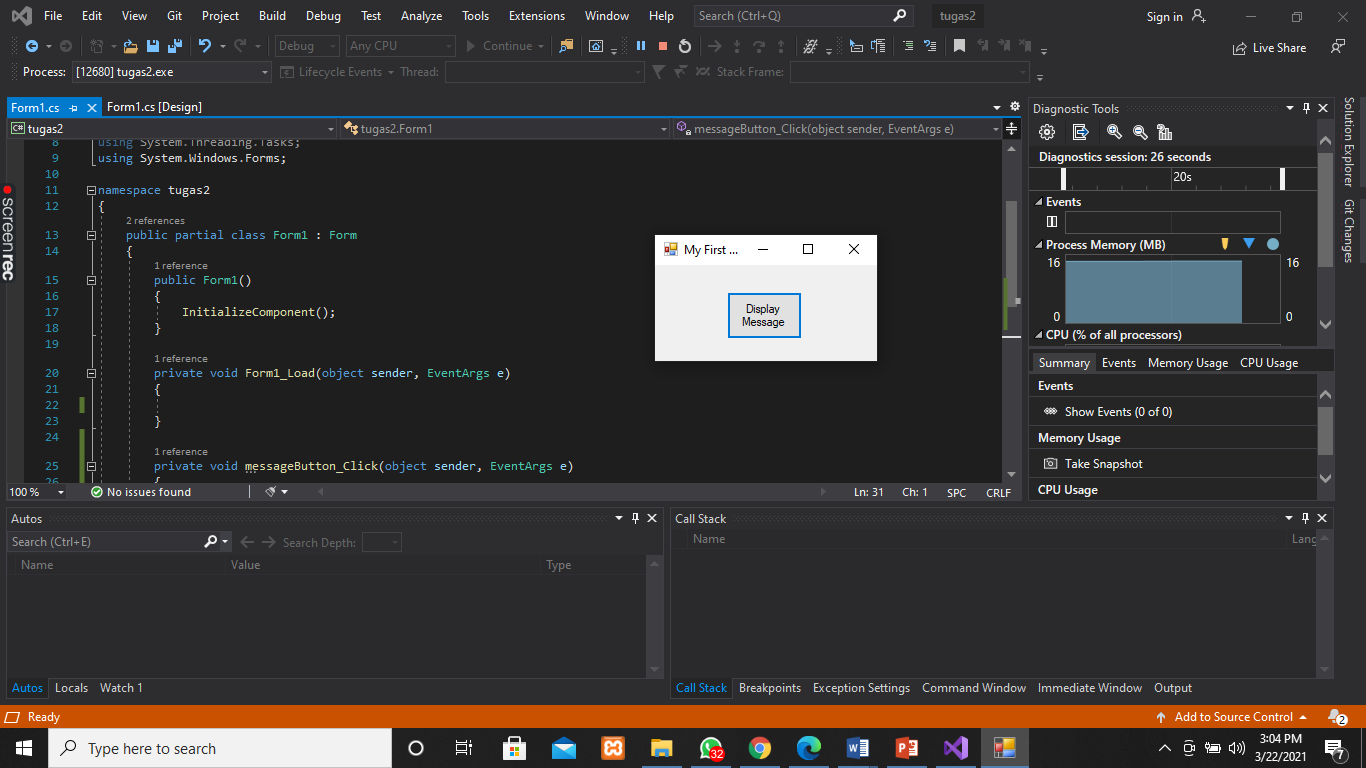 File Edit View Git Project Build Debug Test Analyze Tools Extensions Window Help Search (Ctrl+Q) tugas2 Sign in
Debug Any CPU Continue Live Share
Process: [12680] tugas2.exe Lifecycle Events Thread: Stack Frame:
Form1.cs Form1.cs [Design]
C# tugas2 tugas2.Form1 messageButton_Click(object sender, EventArgs e)
8 using System.Threading.Tasks;
9 using System.Windows.Forms;
10
11 namespace tugas2
12 {
2 references
13 public partial class Form1 : Form
14 {
1 reference
15 public Form1()
16 {
17 InitializeComponent();
18 }
19
1 reference
20 private void Form1_Load(object sender, EventArgs e)
21 {
22
23 }
24
1 reference
25 private void messageButton_Click(object sender, EventArgs e)
26 {
100 % No issues found Ln: 31 Ch: 1 SPC CRLF
screenrec
My First ...
Display
Message
Diagnostic Tools
Diagnostics session: 26 seconds
20s
Events
Process Memory (MB)
16 16
0 0
CPU (% of all processors)
Summary Events Memory Usage CPU Usage
Events
Show Events (0 of 0)
Memory Usage
Take Snapshot
CPU Usage
Solution Explorer
Git Changes
Autos
Search (Ctrl+E) Search Depth:
Name Value Type
Autos Locals Watch 1
Call Stack
Name Lang
Call Stack Breakpoints Exception Settings Command Window Immediate Window Output
Ready Add to Source Control 2
Type here to search 32 3:04 PM
3/22/2021 7